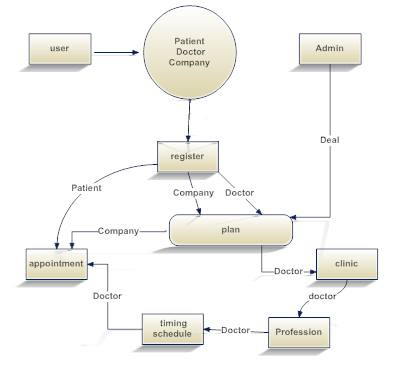 user
Patient
Doctor
Company
Admin
Deal
register
Patient
Company
Doctor
Company
plan
appointment
Doctor
clinic
Doctor
doctor
timing
schedule
Doctor
Profession